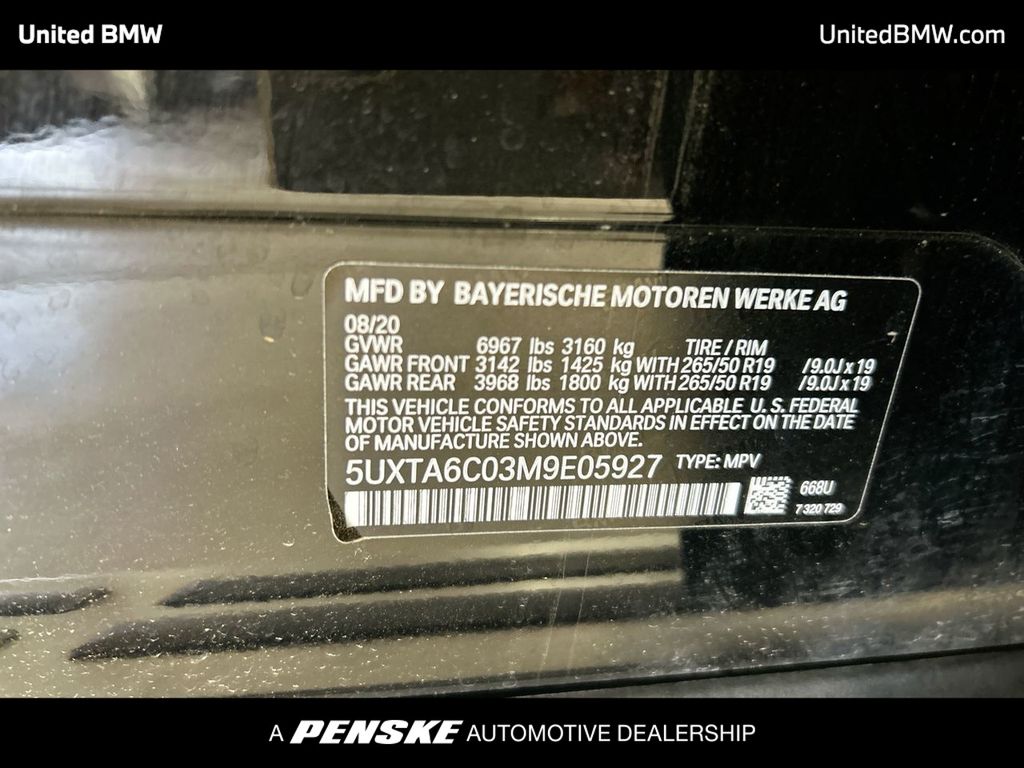 United BMW
UnitedBMW.com
MFD BY BAYERISCHE MOTOREN WERKE AG
08/20
GVWR 6967 lbs 3160 kg TIRE / RIM
GAWR FRONT 3142 lbs 1425 kg WITH 265/50 R19 /9.0J x 19
GAWR REAR 3968 lbs 1800 kg WITH 265/50 R19 /9.0J x 19
THIS VEHICLE CONFORMS TO ALL APPLICABLE U.S. FEDERAL
MOTOR VEHICLE SAFETY STANDARDS IN EFFECT ON THE DATE
OF MANUFACTURE SHOWN ABOVE.
5UXTA6C03M9E05927 TYPE: MPV
668U
7 320 729
A PENSKE AUTOMOTIVE DEALERSHIP